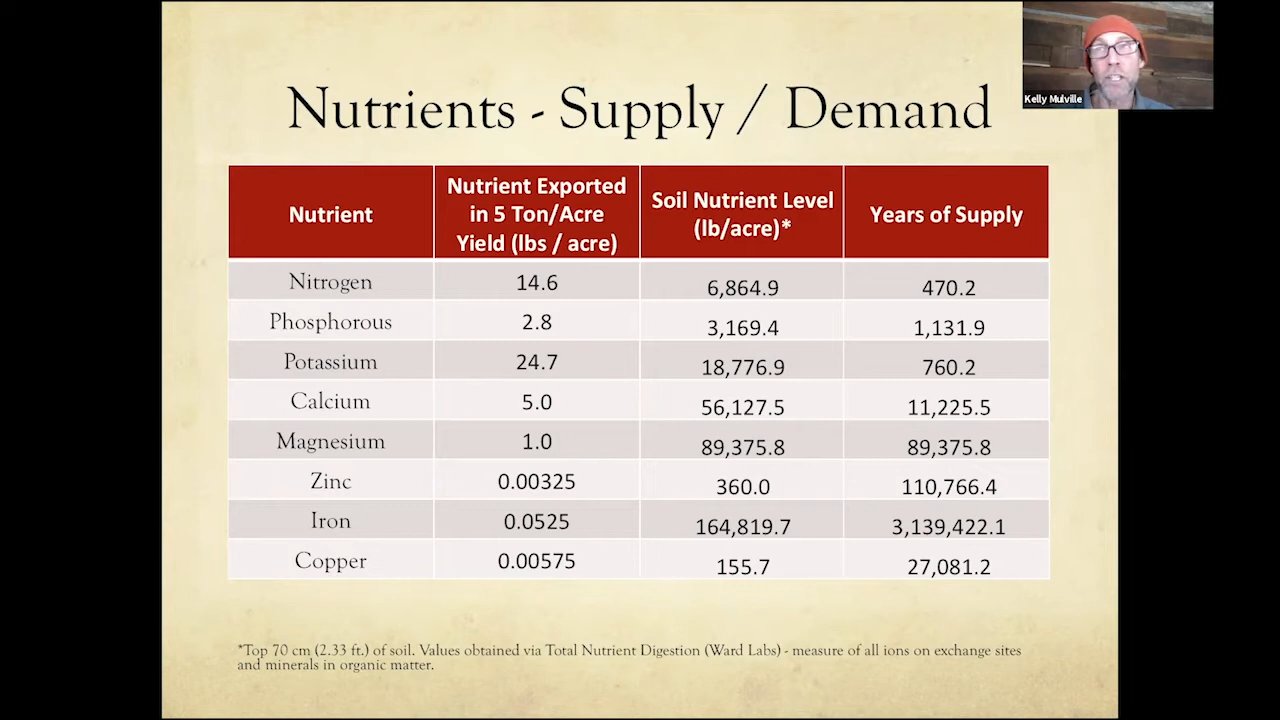 Kelly Mulville
Nutrients - Supply / Demand
Nutrient
Nutrient Exported
in 5 Ton/Acre
Yield (lbs / acre)
Soil Nutrient Level
(lb/acre)*
Years of Supply
Nitrogen 14.6 6,864.9 470.2
Phosphorous 2.8 3,169.4 1,131.9
Potassium 24.7 18,776.9 760.2
Calcium 5.0 56,127.5 11,225.5
Magnesium 1.0 89,375.8 89,375.8
Zinc 0.00325 360.0 110,766.4
Iron 0.0525 164,819.7 3,139,422.1
Copper 0.00575 155.7 27,081.2
*Top 70 cm (2.33 ft.) of soil. Values obtained via Total Nutrient Digestion (Ward Labs) - measure of all ions on exchange sites
and minerals in organic matter.